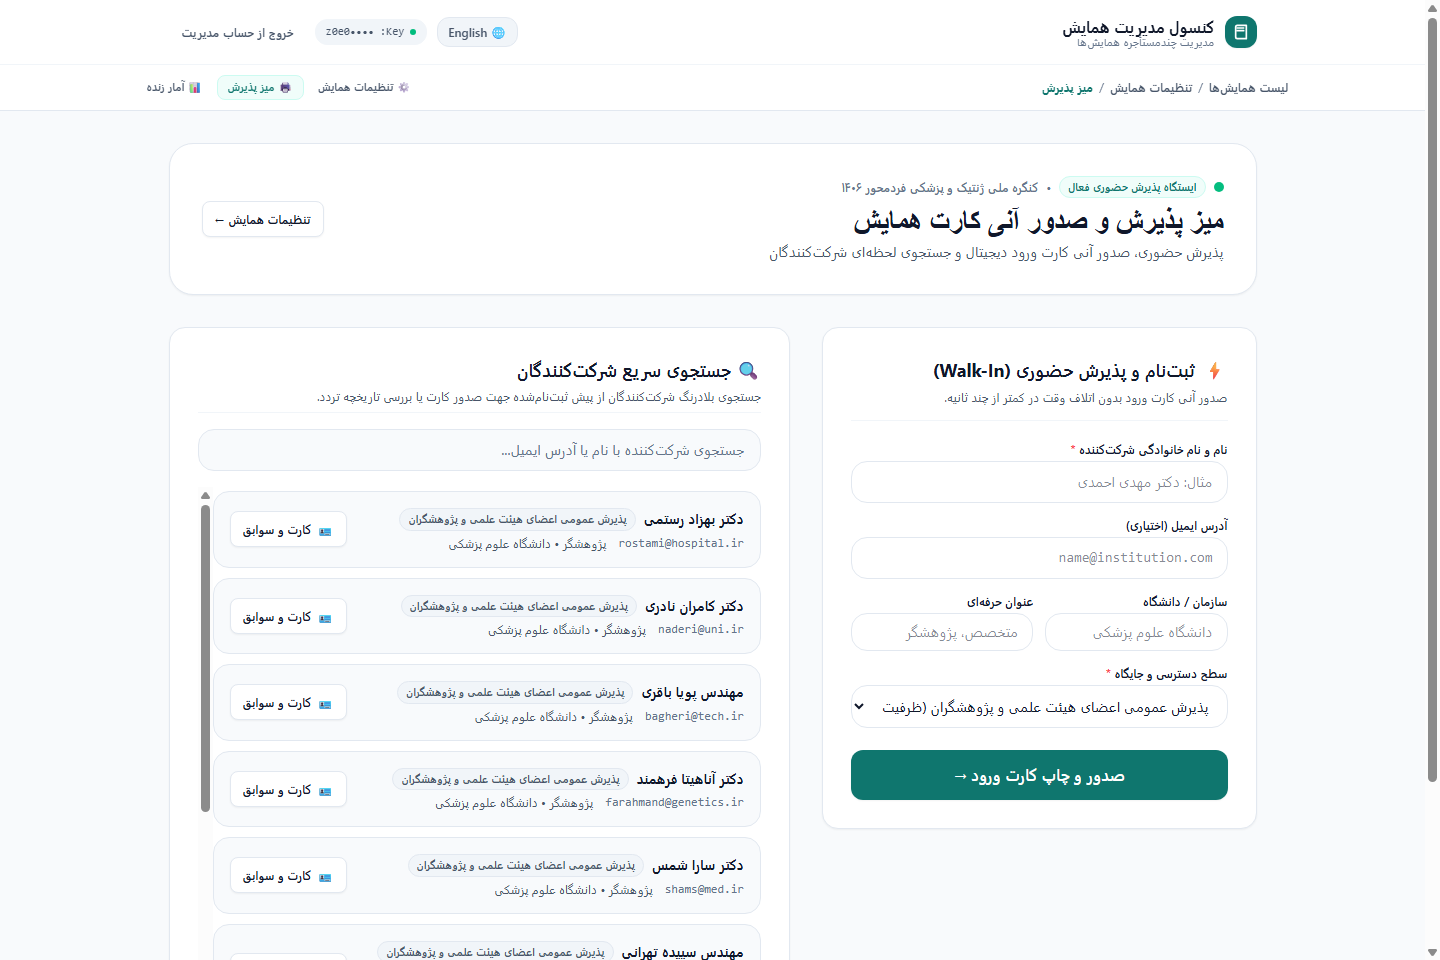 کنسول مدیریت همایش
مدیریت چندمستأجره همایش‌ها
English
Key: z0e0••••
خروج از حساب مدیریت
لیست همایش‌ها / تنظیمات همایش / میز پذیرش
تنظیمات همایش
میز پذیرش
آمار زنده
ایستگاه پذیرش حضوری فعال • کنگره ملی ژنتیک و پزشکی فردمحور ۱۴۰۶
میز پذیرش و صدور آنی کارت همایش
پذیرش حضوری، صدور آنی کارت ورود دیجیتال و جستجوی لحظه‌ای شرکت‌کنندگان
تنظیمات همایش ←
ثبت‌نام و پذیرش حضوری (Walk-In)
صدور آنی کارت ورود بدون اتلاف وقت در کمتر از چند ثانیه.
نام و نام خانوادگی شرکت‌کننده *
مثال: دکتر مهدی احمدی
آدرس ایمیل (اختیاری)
name@institution.com
سازمان / دانشگاه
دانشگاه علوم پزشکی
عنوان حرفه‌ای
متخصص، پژوهشگر
سطح دسترسی و جایگاه *
پذیرش عمومی اعضای هیئت علمی و پژوهشگران (ظرفیت
صدور و چاپ کارت ورود →
جستجوی سریع شرکت‌کنندگان
جستجوی بلادرنگ شرکت‌کنندگان از پیش ثبت‌نام‌شده جهت صدور کارت یا بررسی تاریخچه تردد.
جستجوی شرکت‌کننده با نام یا آدرس ایمیل...
دکتر بهزاد رستمی پذیرش عمومی اعضای هیئت علمی و پژوهشگران
rostami@hospital.ir پژوهشگر • دانشگاه علوم پزشکی
کارت و سوابق
دکتر کامران نادری پذیرش عمومی اعضای هیئت علمی و پژوهشگران
naderi@uni.ir پژوهشگر • دانشگاه علوم پزشکی
کارت و سوابق
مهندس پویا باقری پذیرش عمومی اعضای هیئت علمی و پژوهشگران
bagheri@tech.ir پژوهشگر • دانشگاه علوم پزشکی
کارت و سوابق
دکتر آناهیتا فرهمند پذیرش عمومی اعضای هیئت علمی و پژوهشگران
farahmand@genetics.ir پژوهشگر • دانشگاه علوم پزشکی
کارت و سوابق
دکتر سارا شمس پذیرش عمومی اعضای هیئت علمی و پژوهشگران
shams@med.ir پژوهشگر • دانشگاه علوم پزشکی
کارت و سوابق
مهندس سپیده تهرانی پذیرش عمومی اعضای هیئت علمی و پژوهشگران